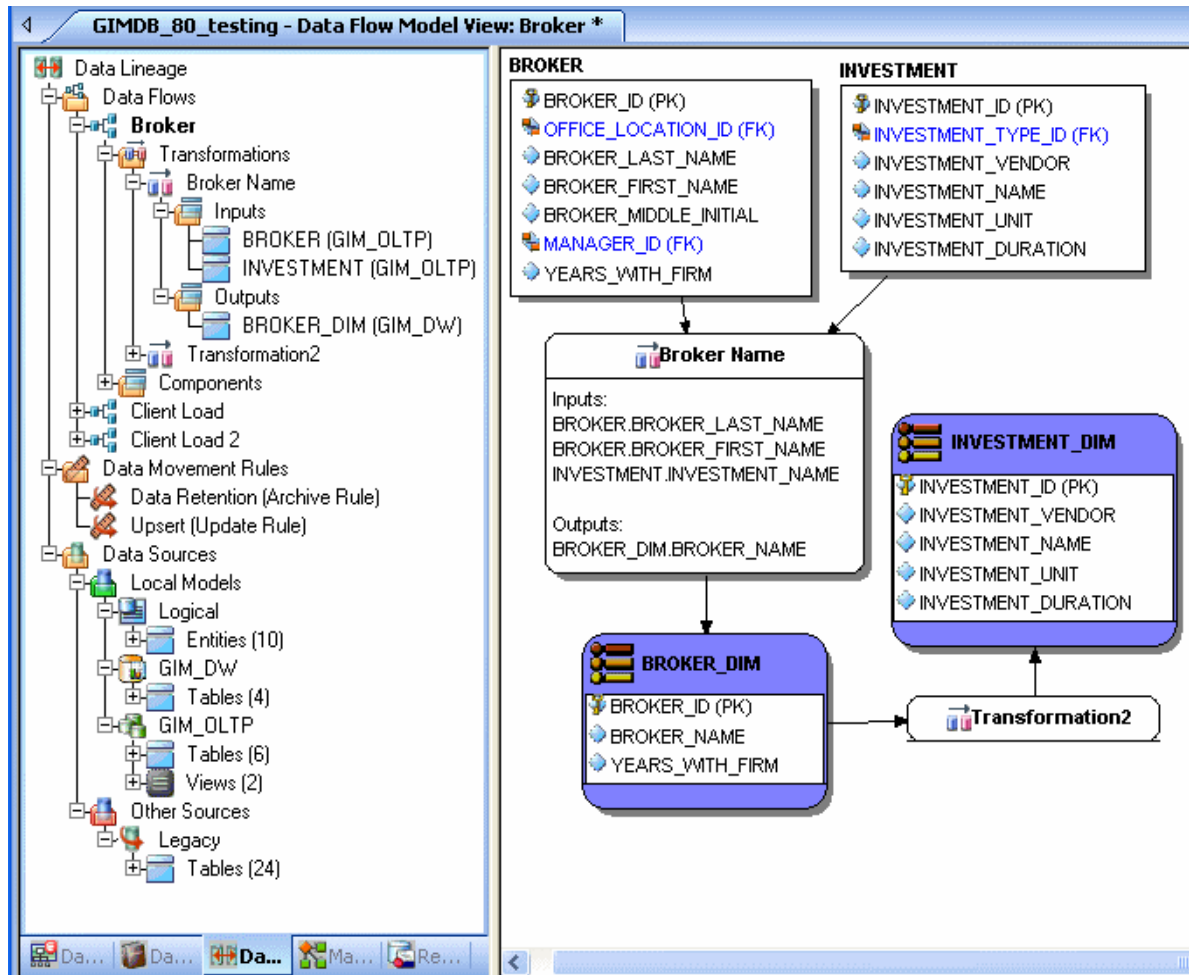 GIMDB_80_testing - Data Flow Model View: Broker *
Data Lineage
Data Flows
Broker
Transformations
Broker Name
Inputs
BROKER (GIM_OLTP)
INVESTMENT (GIM_OLTP)
Outputs
BROKER_DIM (GIM_DW)
Transformation2
Components
Client Load
Client Load 2
Data Movement Rules
Data Retention (Archive Rule)
Upsert (Update Rule)
Data Sources
Local Models
Logical
Entities (10)
GIM_DW
Tables (4)
GIM_OLTP
Tables (6)
Views (2)
Other Sources
Legacy
Tables (24)
Da...
Da...
Da...
Ma...
Re...
BROKER
BROKER_ID (PK)
OFFICE_LOCATION_ID (FK)
BROKER_LAST_NAME
BROKER_FIRST_NAME
BROKER_MIDDLE_INITIAL
MANAGER_ID (FK)
YEARS_WITH_FIRM
INVESTMENT
INVESTMENT_ID (PK)
INVESTMENT_TYPE_ID (FK)
INVESTMENT_VENDOR
INVESTMENT_NAME
INVESTMENT_UNIT
INVESTMENT_DURATION
Broker Name
Inputs:
BROKER.BROKER_LAST_NAME
BROKER.BROKER_FIRST_NAME
INVESTMENT.INVESTMENT_NAME
Outputs:
BROKER_DIM.BROKER_NAME
INVESTMENT_DIM
INVESTMENT_ID (PK)
INVESTMENT_VENDOR
INVESTMENT_NAME
INVESTMENT_UNIT
INVESTMENT_DURATION
BROKER_DIM
BROKER_ID (PK)
BROKER_NAME
YEARS_WITH_FIRM
Transformation2